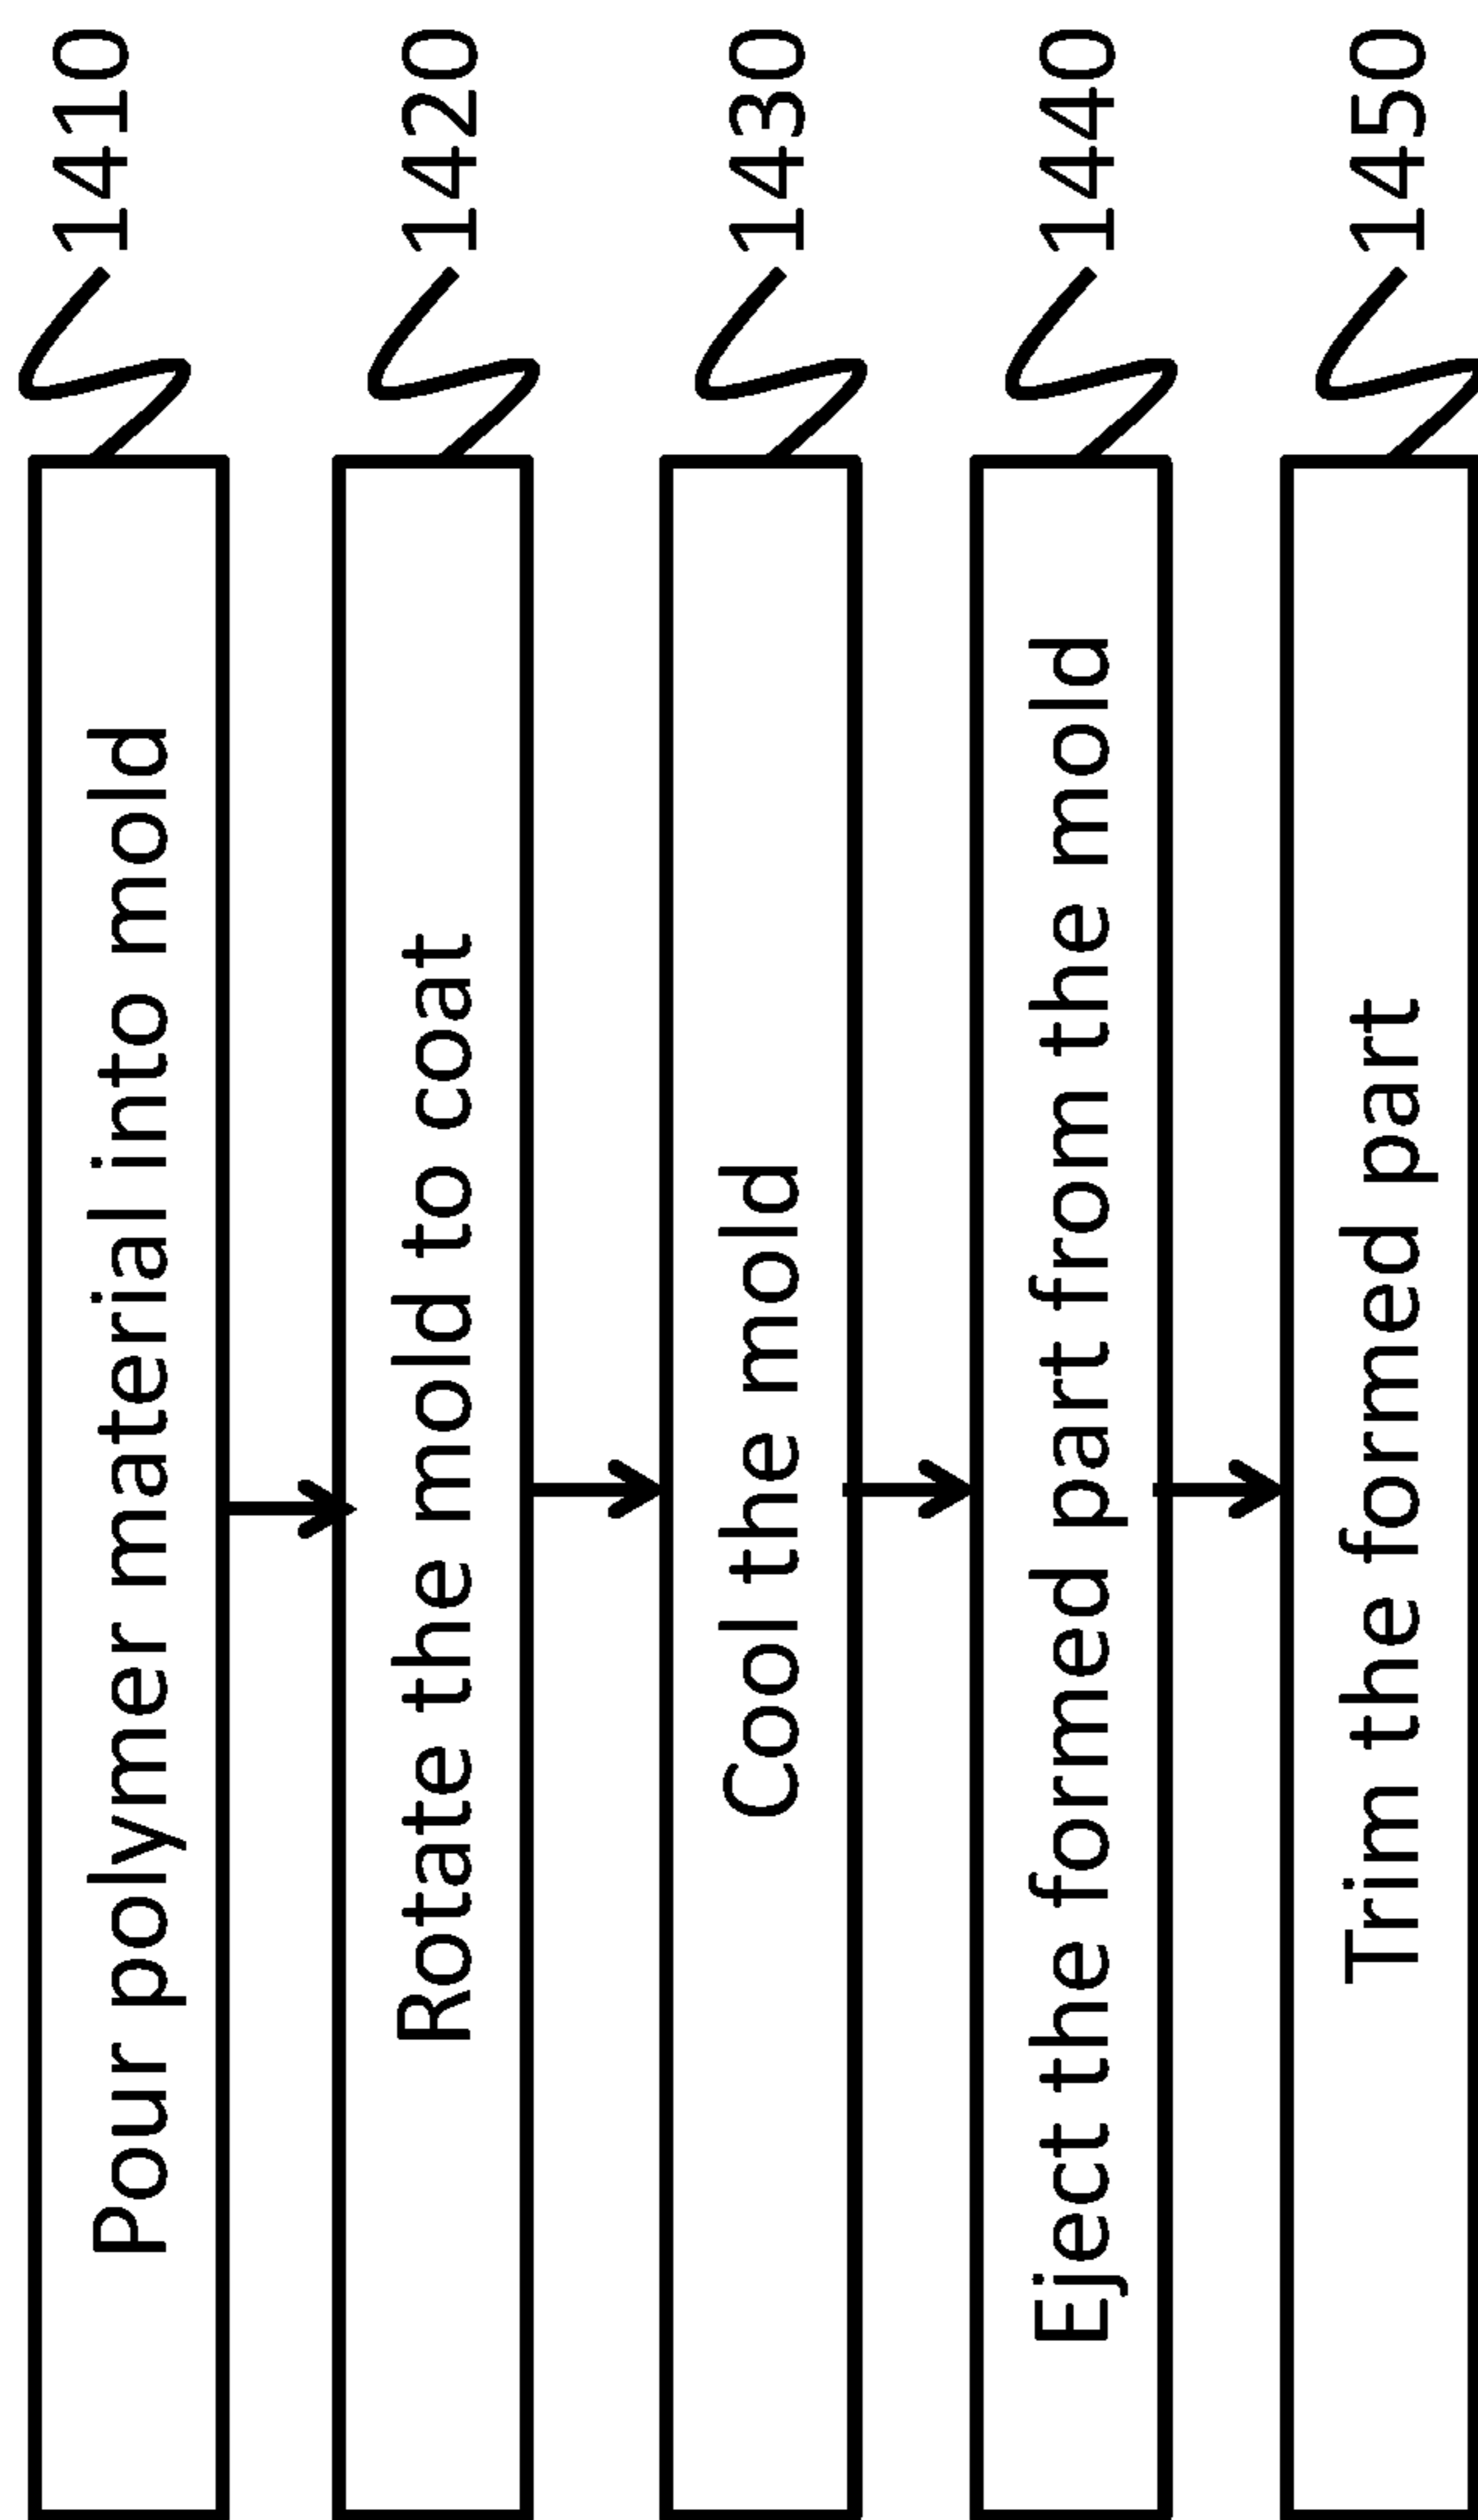 Pour polymer material into mold
1410
Rotate the mold to coat
1420
Cool the mold
1430
Eject the formed part from the mold
1440
Trim the formed part
1450